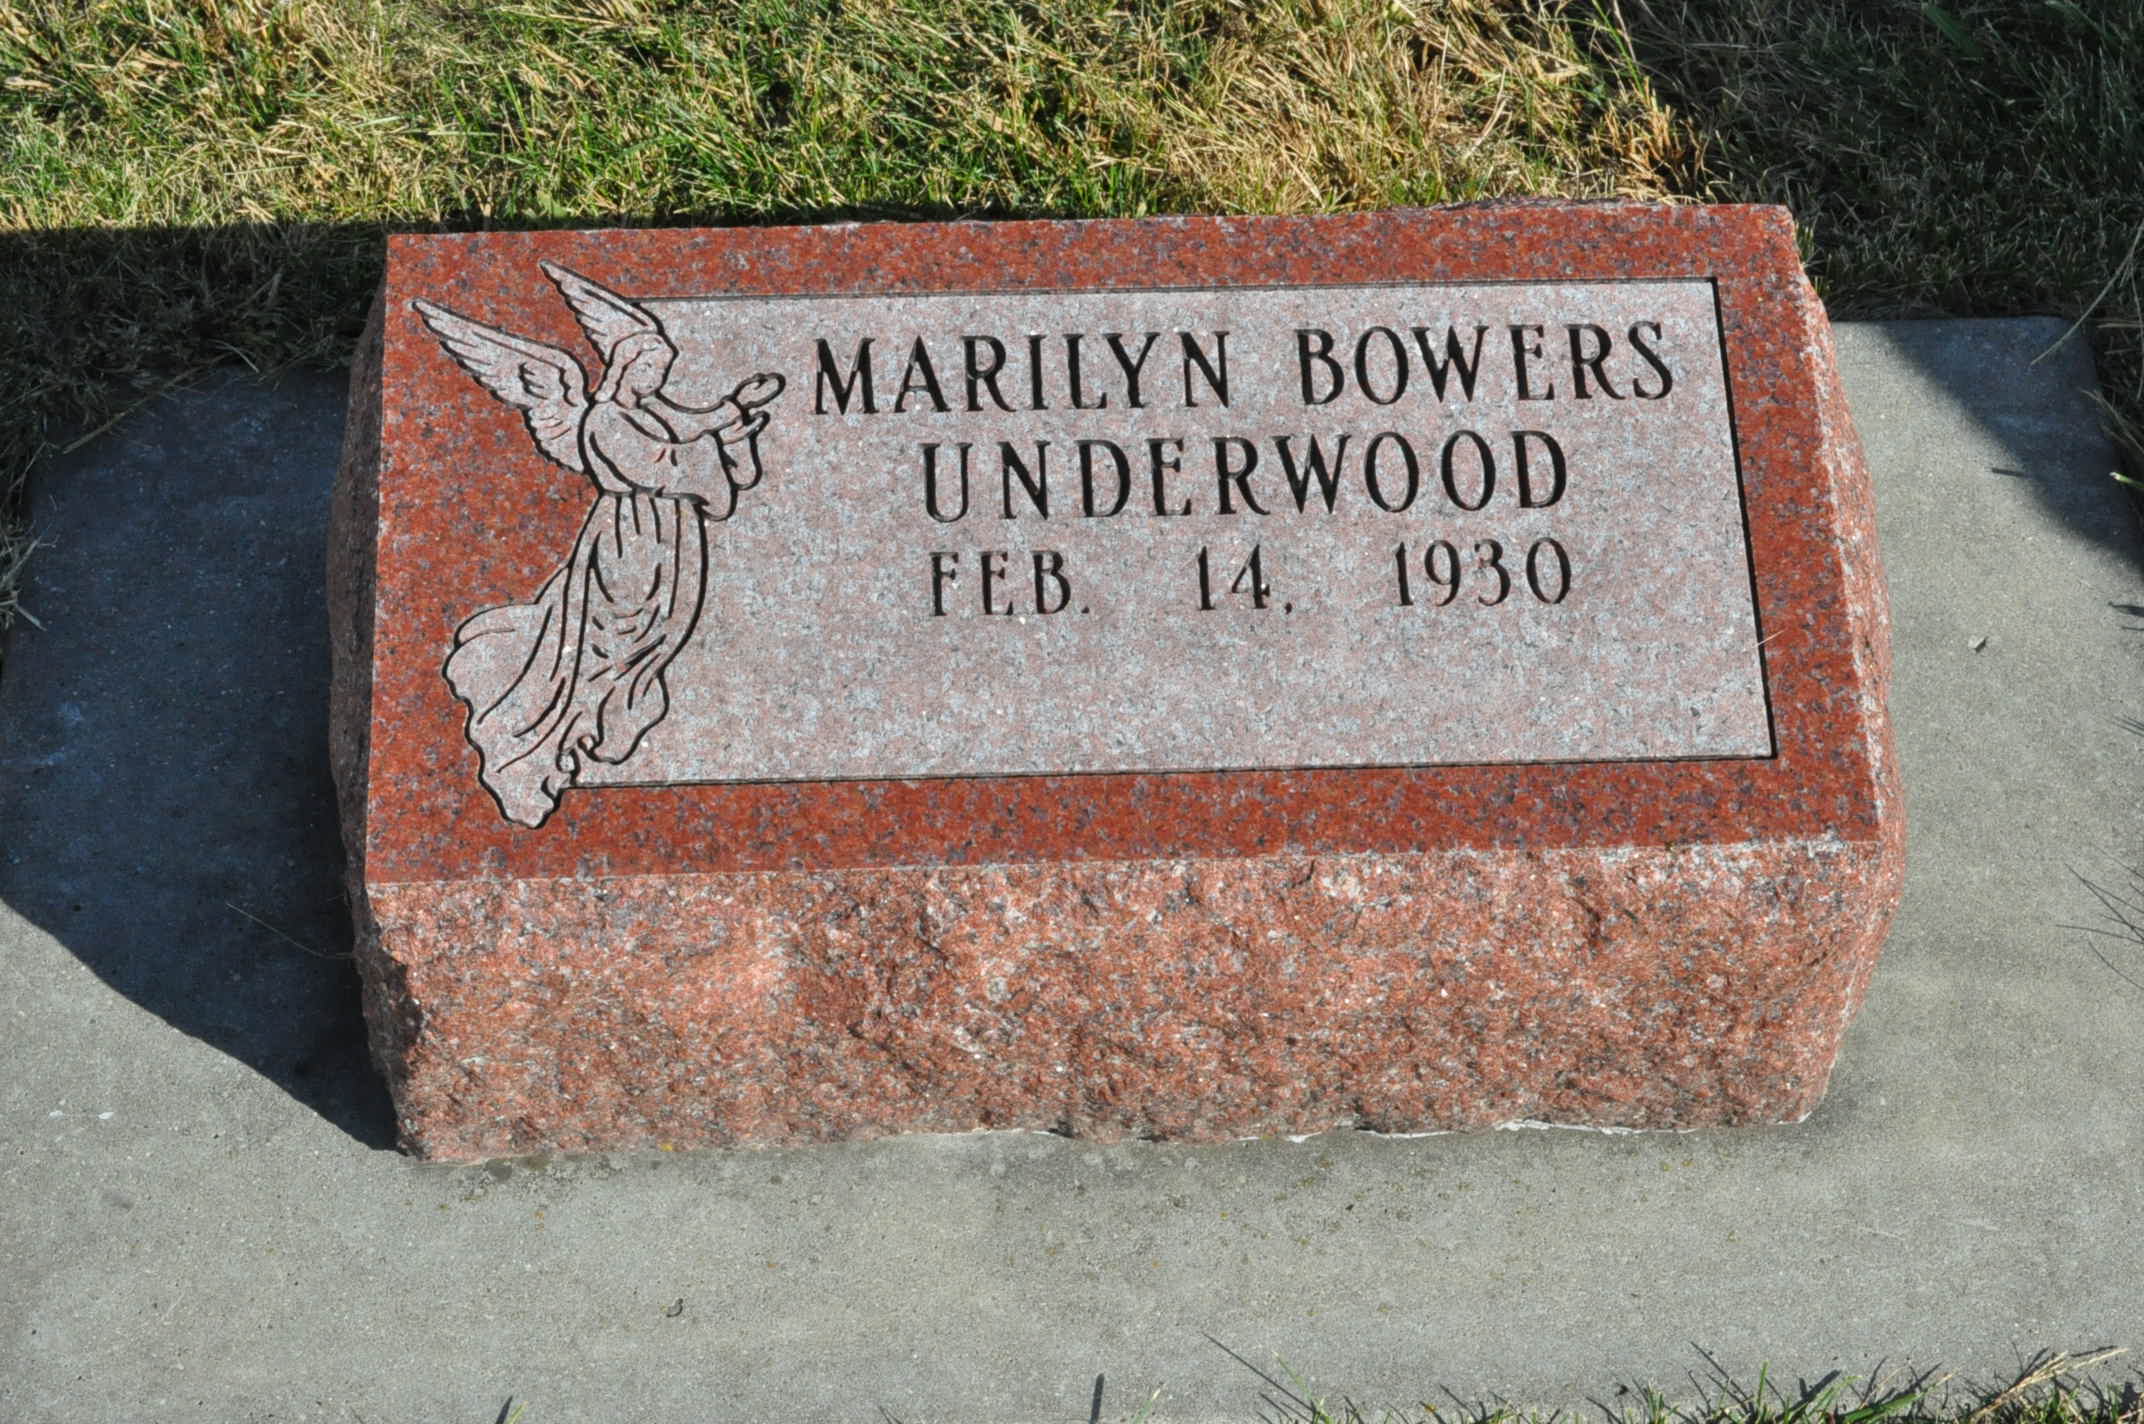 MARILYN BOWERS
UNDERWOOD
FEB. 14, 1930